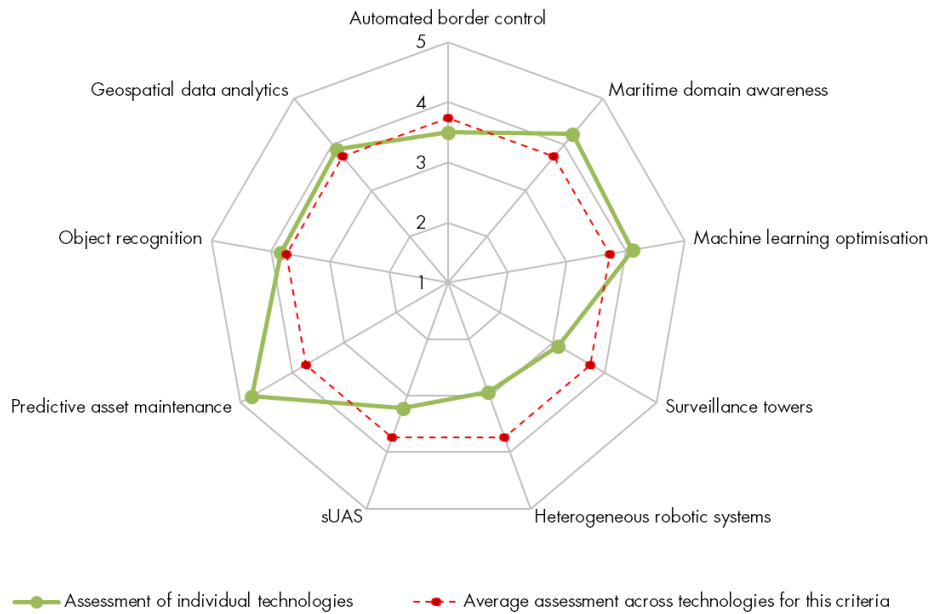 Automated border control
5
Geospatial data analytics
Maritime domain awareness
4
3
Object recognition
Machine learning optimisation
2
1
Predictive asset maintenance
Surveillance towers
sUAS
Heterogeneous robotic systems
Assessment of individual technologies
Average assessment across technologies for this criteria